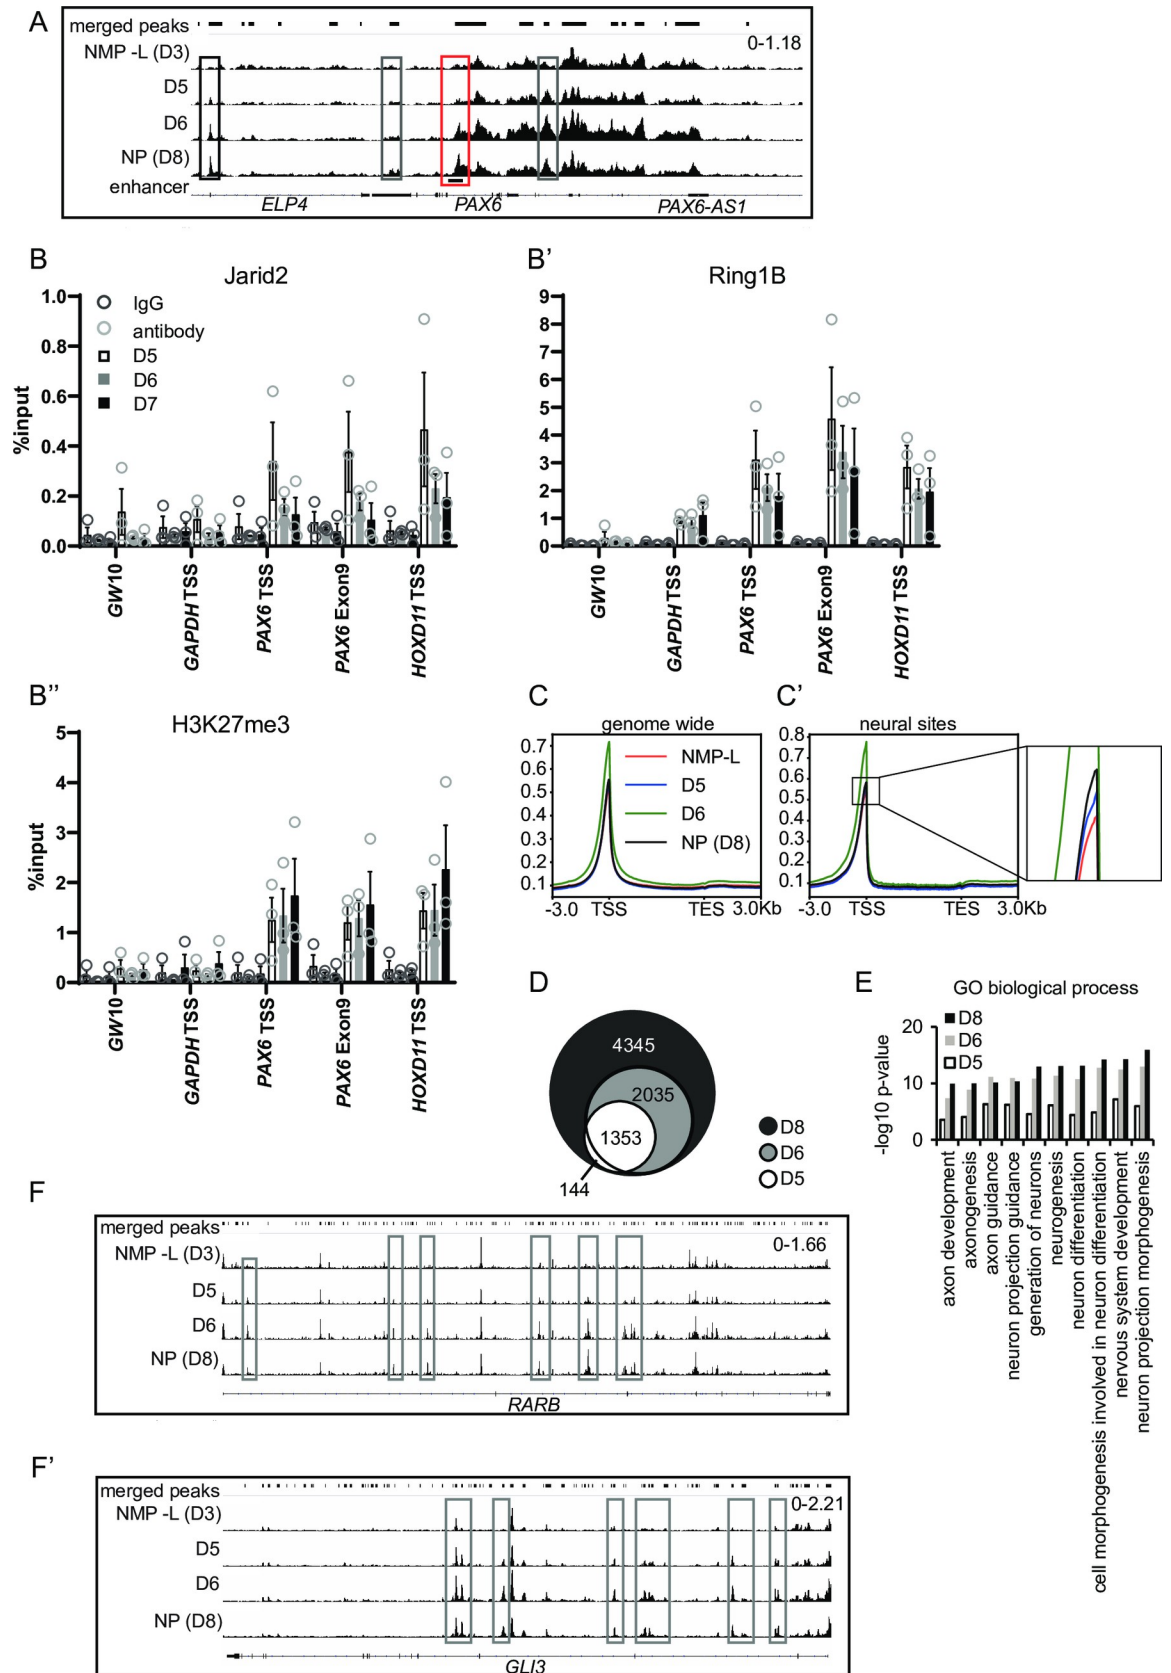 A
merged peaks
0-1.18
NMP -L (D3)
D5
D6
NP (D8)
enhancer
ELP4
PAX6
PAX6-AS1
B
Jarid2
1.0
0.8
0.6
0.4
0.2
0.0
%input
IgG
antibody
D5
D6
D7
GW10
GAPDH TSS
PAX6 TSS
PAX6 Exon9
HOXD11 TSS
B’
Ring1B
9
8
7
6
5
4
3
2
1
0
GW10
GAPDH TSS
PAX6 TSS
PAX6 Exon9
HOXD11 TSS
B’’
H3K27me3
5
4
3
2
1
0
%input
GW10
GAPDH TSS
PAX6 TSS
PAX6 Exon9
HOXD11 TSS
C
genome wide
0.7
0.6
0.5
0.4
0.3
0.2
0.1
NMP-L
D5
D6
NP (D8)
-3.0 TSS TES 3.0Kb
C’
neural sites
0.8
0.7
0.6
0.5
0.4
0.3
0.2
0.1
-3.0 TSS TES 3.0Kb
D
4345
2035
1353
144
D8
D6
D5
E
GO biological process
20
10
0
-log10 p-value
D8
D6
D5
axon development
axonogenesis
axon guidance
neuron projection guidance
generation of neurons
neurogenesis
neuron differentiation
cell morphogenesis involved in neuron differentiation
nervous system development
neuron projection morphogenesis
F
merged peaks
0-1.66
NMP -L (D3)
D5
D6
NP (D8)
RARB
F’
merged peaks
0-2.21
NMP -L (D3)
D5
D6
NP (D8)
GLI3